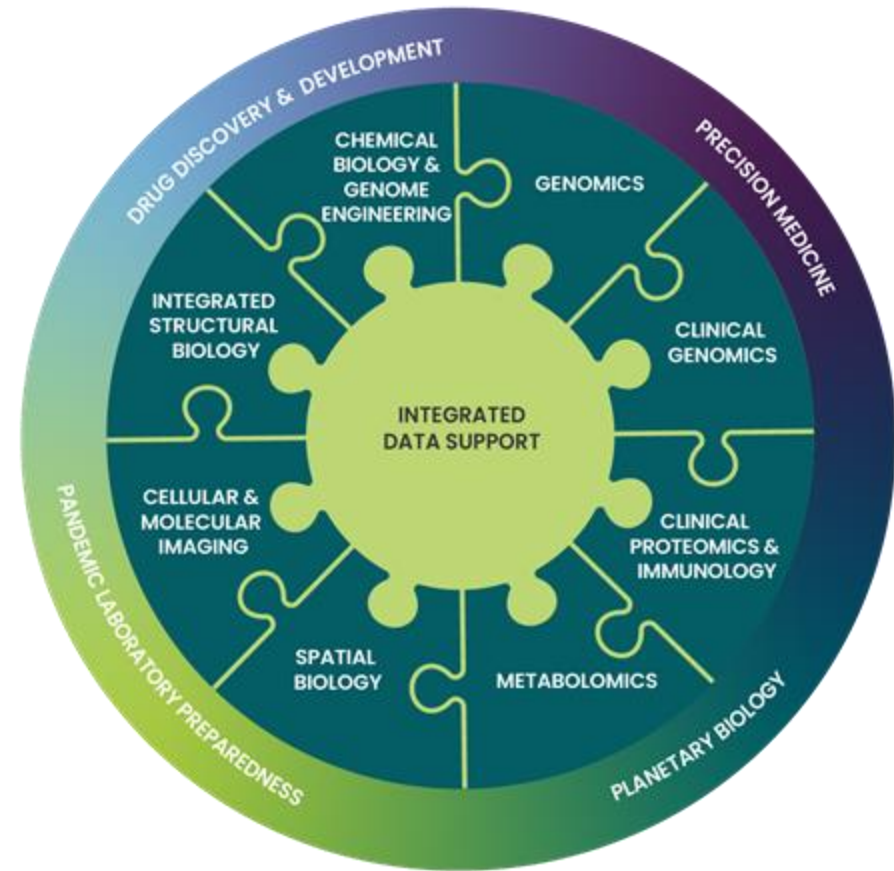 DRUG DISCOVERY & DEVELOPMENT
PRECISION MEDICINE
CHEMICAL
BIOLOGY &
GENOME
ENGINEERING
GENOMICS
INTEGRATED
STRUCTURAL
BIOLOGY
CLINICAL
GENOMICS
INTEGRATED
DATA SUPPORT
CELLULAR &
MOLECULAR
IMAGING
CLINICAL
PROTEOMICS &
IMMUNOLOGY
SPATIAL
BIOLOGY
METABOLOMICS
PANDEMIC LABORATORY PREPAREDNESS
PLANETARY BIOLOGY